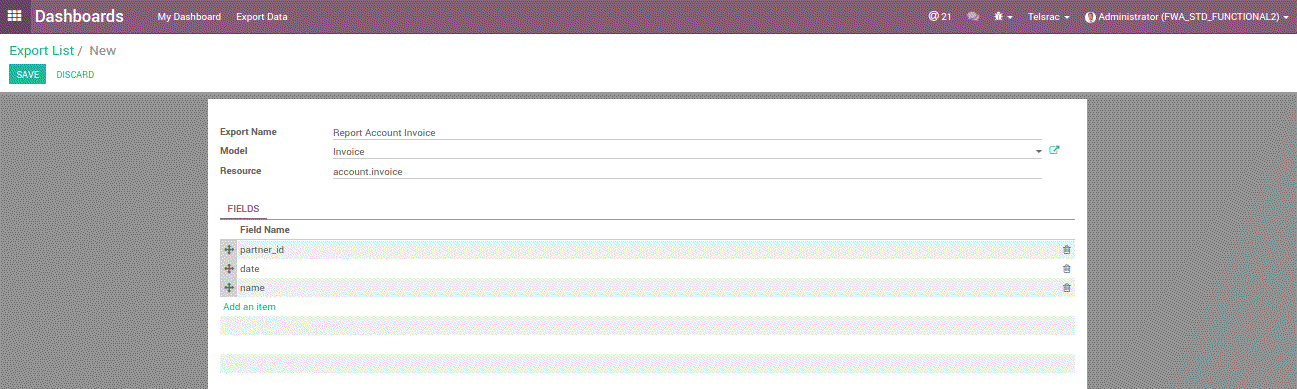 Dashboards My Dashboard Export Data @ 21 Telsrac Administrator (FWA_STD_FUNCTIONAL2)
Export List / New
SAVE DISCARD
Export Name Report Account Invoice
Model Invoice
Resource account.invoice
FIELDS
Field Name
partner_id
date
name
Add an item